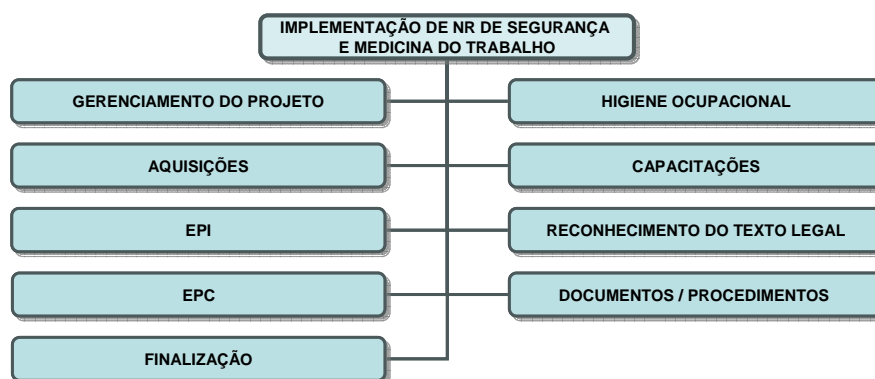 IMPLEMENTAÇÃO DE NR DE SEGURANÇA
E MEDICINA DO TRABALHO
GERENCIAMENTO DO PROJETO
HIGIENE OCUPACIONAL
AQUISIÇÕES
CAPACITAÇÕES
EPI
RECONHECIMENTO DO TEXTO LEGAL
EPC
DOCUMENTOS / PROCEDIMENTOS
FINALIZAÇÃO